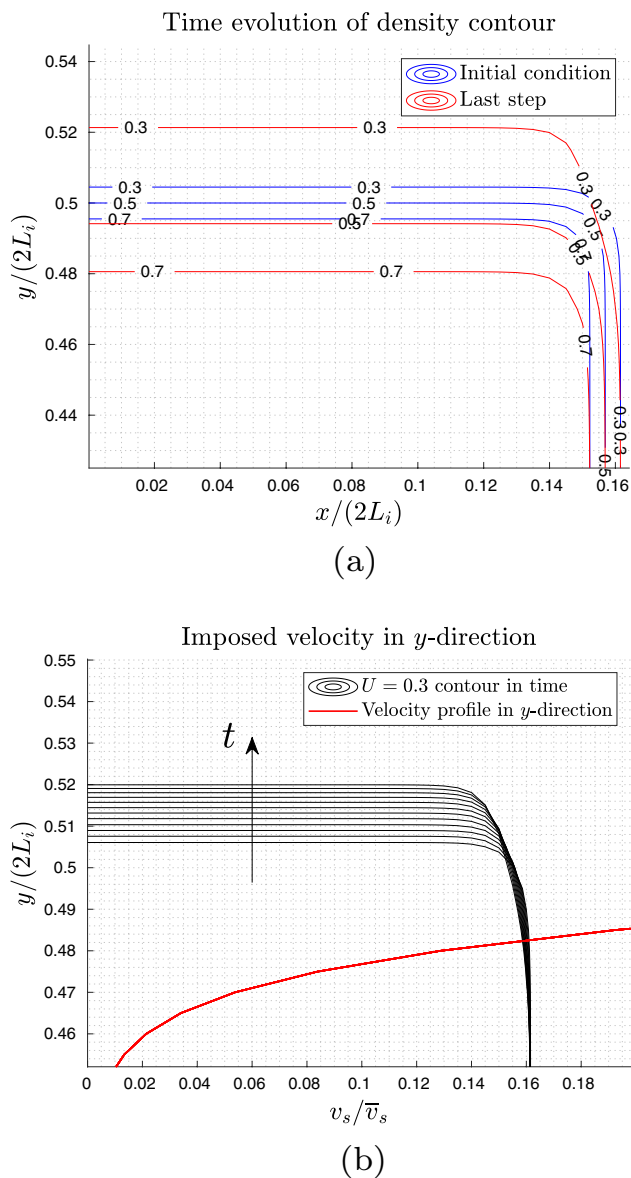 Time evolution of density contour
Initial condition
Last step
0.54
0.52
0.5
0.48
0.46
0.44
y/(2L_i)
0.3 0.3
0.3 0.3
0.5 0.5
0.7 0.7
0.5 0.5
0.7 0.7
0.3
0.3
0.5
0.7
0.5
0.7
0.3
0.3
0.5
0.02 0.04 0.06 0.08 0.1 0.12 0.14 0.16
x/(2L_i)
(a)
Imposed velocity in y-direction
U = 0.3 contour in time
Velocity profile in y-direction
t
0.55
0.54
0.53
0.52
0.51
0.5
0.49
0.48
0.47
0.46
y/(2L_i)
0 0.02 0.04 0.06 0.08 0.1 0.12 0.14 0.16 0.18
v_s/v̅_s
(b)